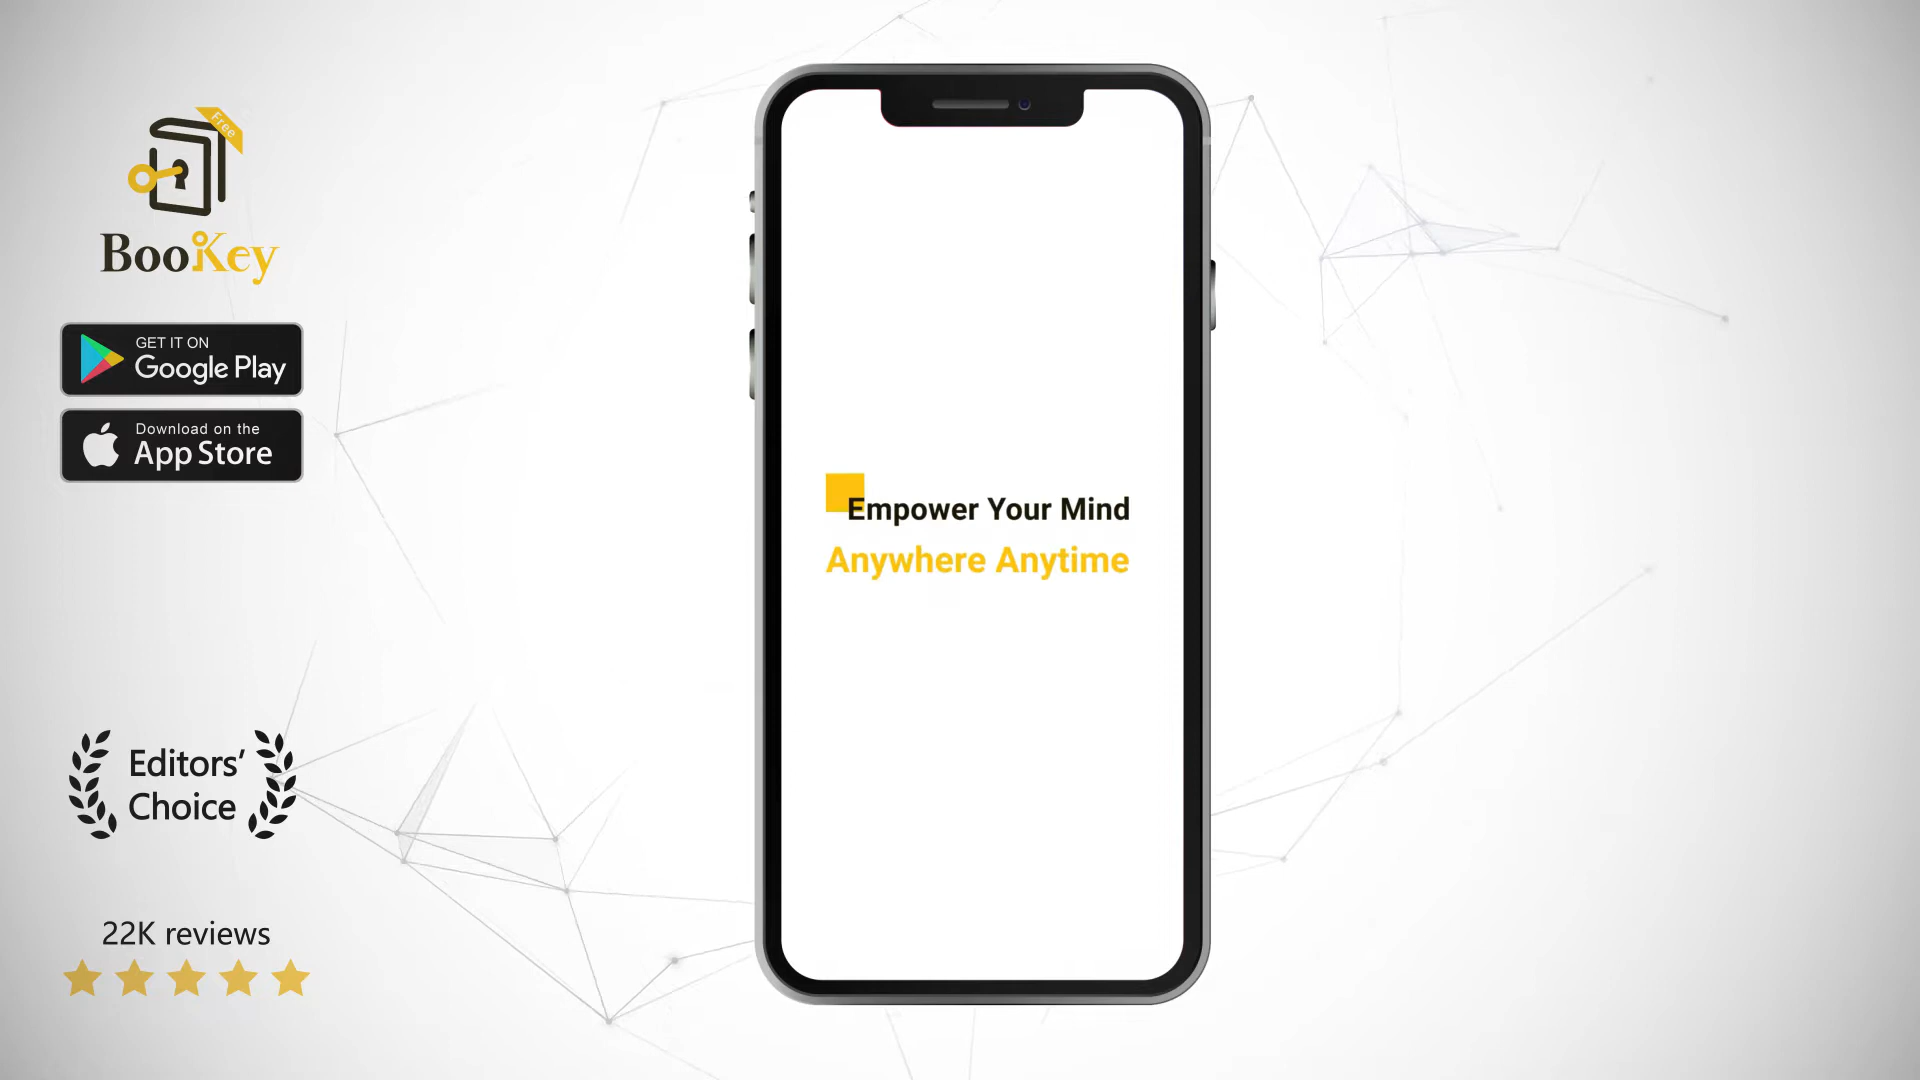 Free
BooKey
GET IT ON
Google Play
Download on the
App Store
Empower Your Mind
Anywhere Anytime
Editors’
Choice
22K reviews